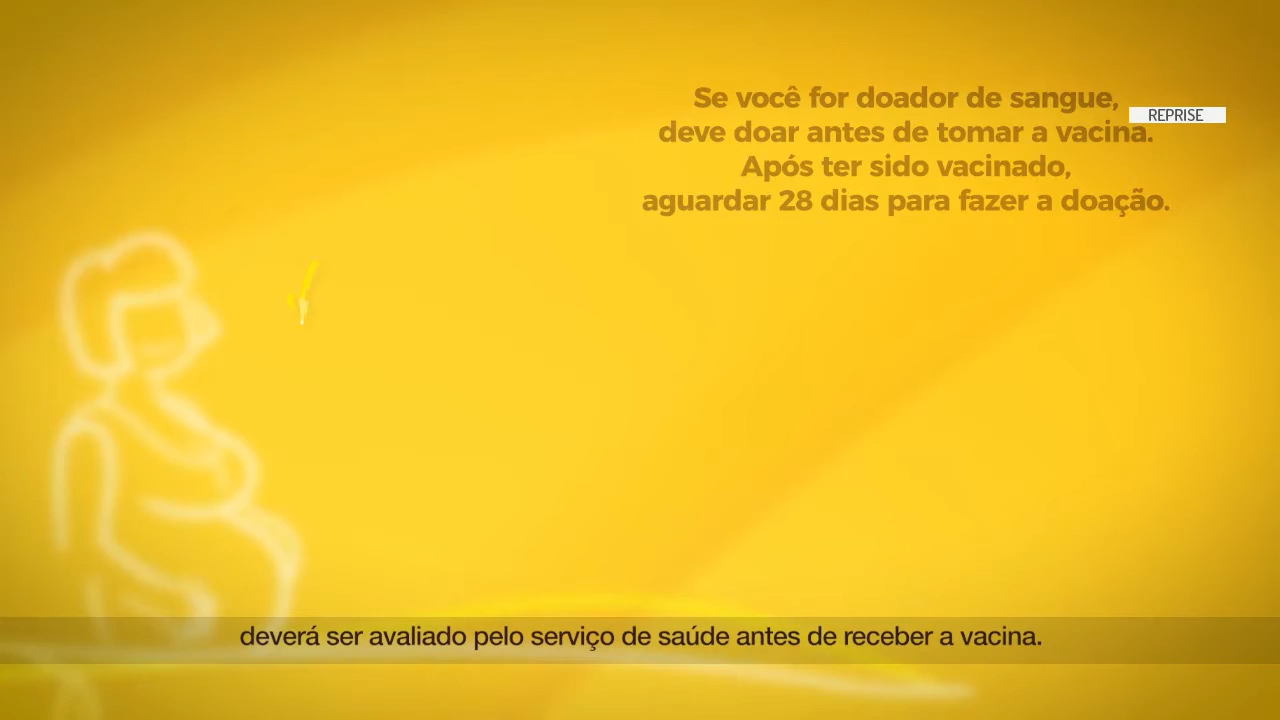 Se você for doador de sangue,
REPRISE
deve doar antes de tomar a vacina.
Após ter sido vacinado,
aguardar 28 dias para fazer a doação.
deverá ser avaliado pelo serviço de saúde antes de receber a vacina.